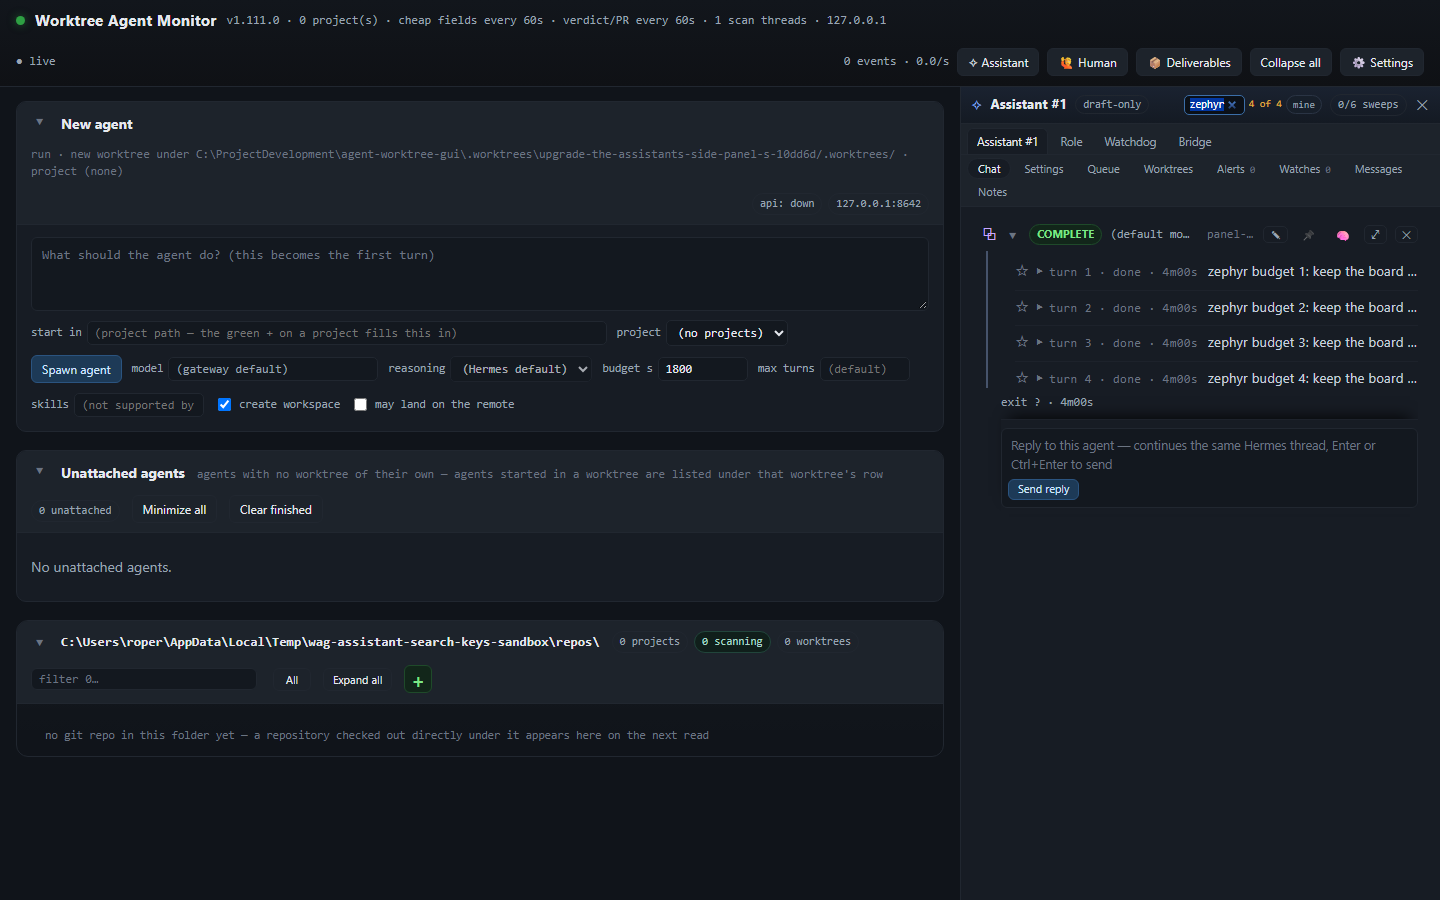 Worktree Agent Monitor v1.111.0 · 0 project(s) · cheap fields every 60s · verdict/PR every 60s · 1 scan threads · 127.0.0.1
live
0 events · 0.0/s
Assistant
Human
Deliverables
Collapse all
Settings
New agent
run · new worktree under C:\ProjectDevelopment\agent-worktree-gui\.worktrees\upgrade-the-assistants-side-panel-s-10dd6d/.worktrees/ ·
project (none)
api: down 127.0.0.1:8642
What should the agent do? (this becomes the first turn)
start in (project path — the green + on a project fills this in) project (no projects)
Spawn agent model (gateway default) reasoning (Hermes default) budget s 1800 max turns (default)
skills (not supported by create workspace may land on the remote
Unattached agents agents with no worktree of their own — agents started in a worktree are listed under that worktree's row
0 unattached Minimize all Clear finished
No unattached agents.
C:\Users\roper\AppData\Local\Temp\wag-assistant-search-keys-sandbox\repos\ 0 projects 0 scanning 0 worktrees
filter 0… All Expand all +
no git repo in this folder yet — a repository checked out directly under it appears here on the next read
Assistant #1 draft-only zephyr × 4 of 4 mine 0/6 sweeps
Assistant #1 Role Watchdog Bridge
Chat Settings Queue Worktrees Alerts 0 Watches 0 Messages
Notes
COMPLETE (default mo… panel-…
turn 1 · done · 4m00s zephyr budget 1: keep the board …
turn 2 · done · 4m00s zephyr budget 2: keep the board …
turn 3 · done · 4m00s zephyr budget 3: keep the board …
turn 4 · done · 4m00s zephyr budget 4: keep the board …
exit ? · 4m00s
Reply to this agent — continues the same Hermes thread, Enter or
Ctrl+Enter to send
Send reply